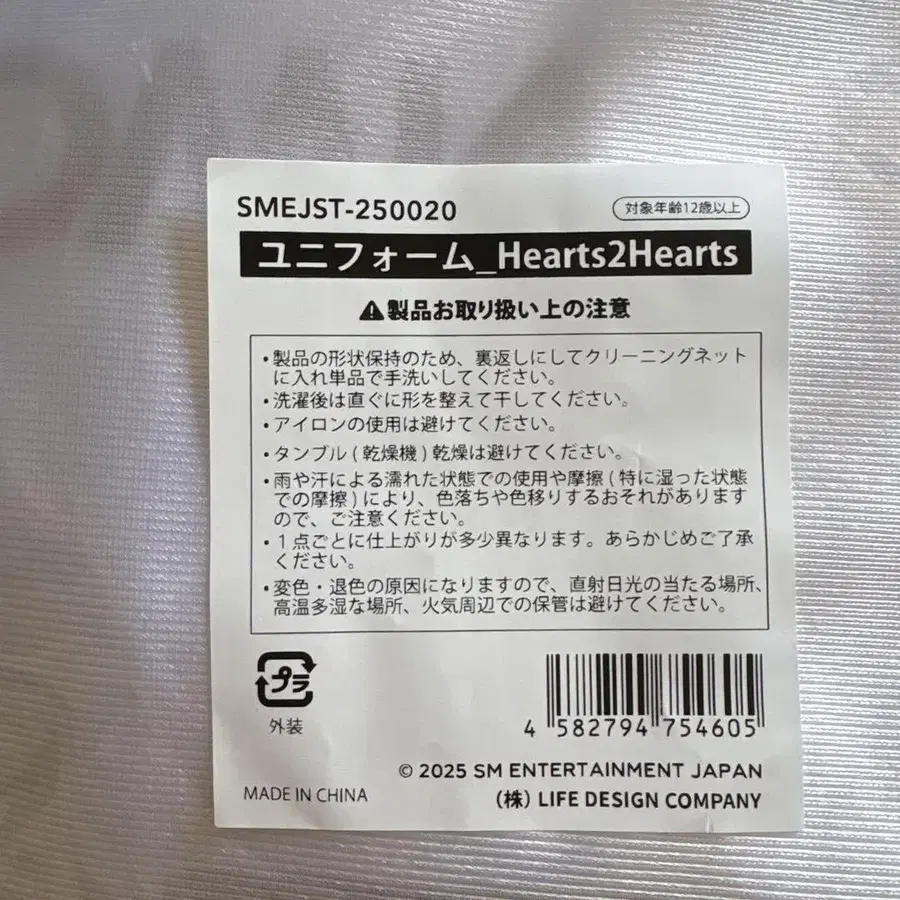 SMEJST-250020
対象年齢12歳以上
ユニフォーム_Hearts2Hearts
⚠製品お取り扱い上の注意
・製品の形状保持のため、裏返しにしてクリーニングネット
に入れ単品で手洗いしてください。
・洗濯後は直ぐに形を整えて干してください。
・アイロンの使用は避けてください。
・タンブル(乾燥機)乾燥は避けてください。
・雨や汗による濡れた状態での使用や摩擦(特に湿った状態
での摩擦)により、色落ちや色移りするおそれがあります
ので、ご注意ください。
・1点ごとに仕上がりが多少異なります。あらかじめご了承
ください。
・変色・退色の原因になりますので、直射日光の当たる場所、
高温多湿な場所、火気周辺での保管は避けてください。
プラ
外装
4 582794 754605
© 2025 SM ENTERTAINMENT JAPAN
MADE IN CHINA
(株) LIFE DESIGN COMPANY